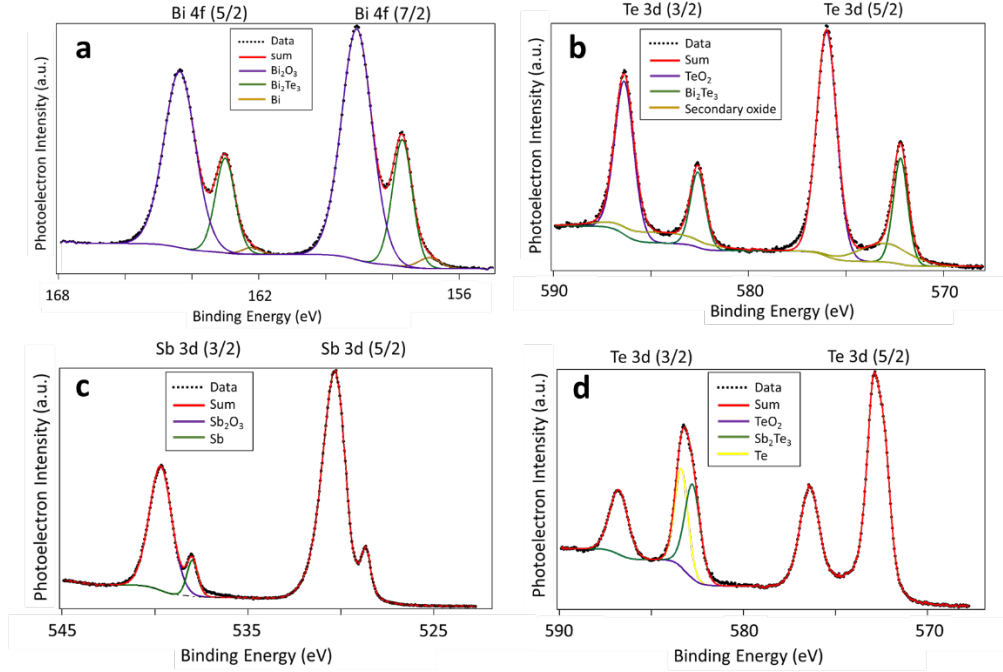 Bi 4f (5/2) Bi 4f (7/2)
a
Photoelectron Intensity (a.u.)
Data
sum
Bi₂O₃
Bi₂Te₃
Bi
168 162 156
Binding Energy (eV)
Te 3d (3/2) Te 3d (5/2)
b
Photoelectron Intensity (a.u.)
Data
Sum
TeO₂
Bi₂Te₃
Secondary oxide
590 580 570
Binding Energy (eV)
Sb 3d (3/2) Sb 3d (5/2)
c
Photoelectron Intensity (a.u.)
Data
Sum
Sb₂O₃
Sb
545 535 525
Binding Energy (eV)
Te 3d (3/2) Te 3d (5/2)
d
Photoelectron Intensity (a.u.)
Data
Sum
TeO₂
Sb₂Te₃
Te
590 580 570
Binding Energy (eV)